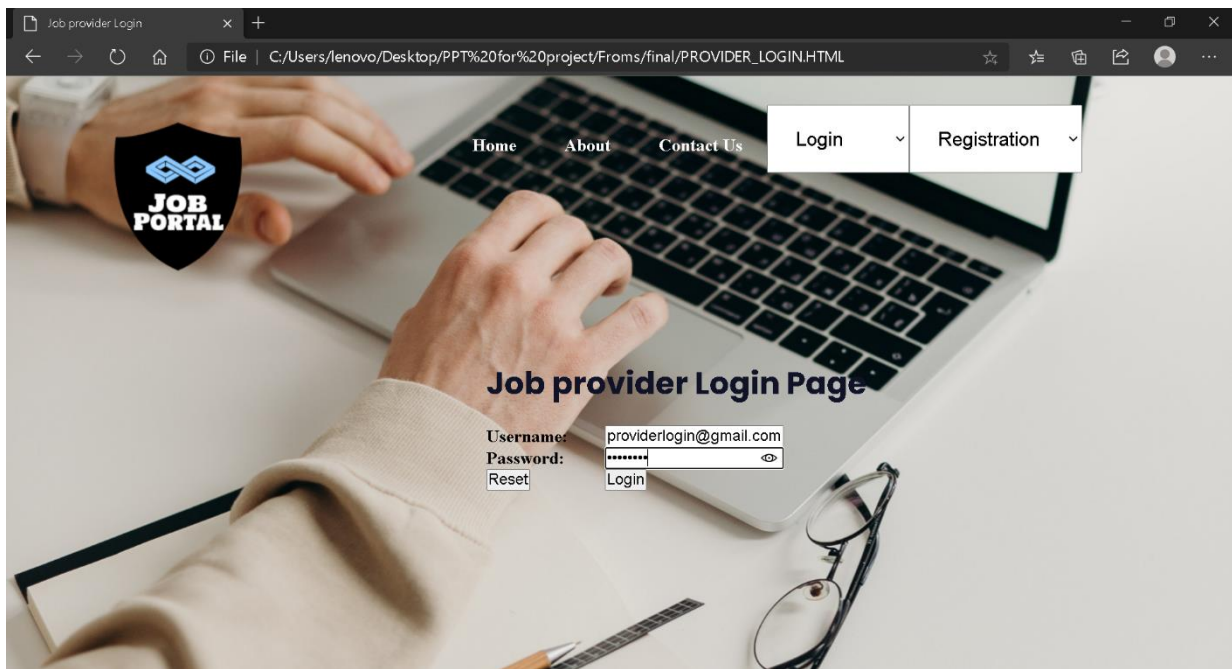 Job provider Login
File | C:/Users/lenovo/Desktop/PPT%20for%20project/Froms/final/PROVIDER_LOGIN.HTML
JOB
PORTAL
Home About Contact Us Login Registration
Job provider Login Page
Username: providerlogin@gmail.com
Password: ••••••••
Reset Login